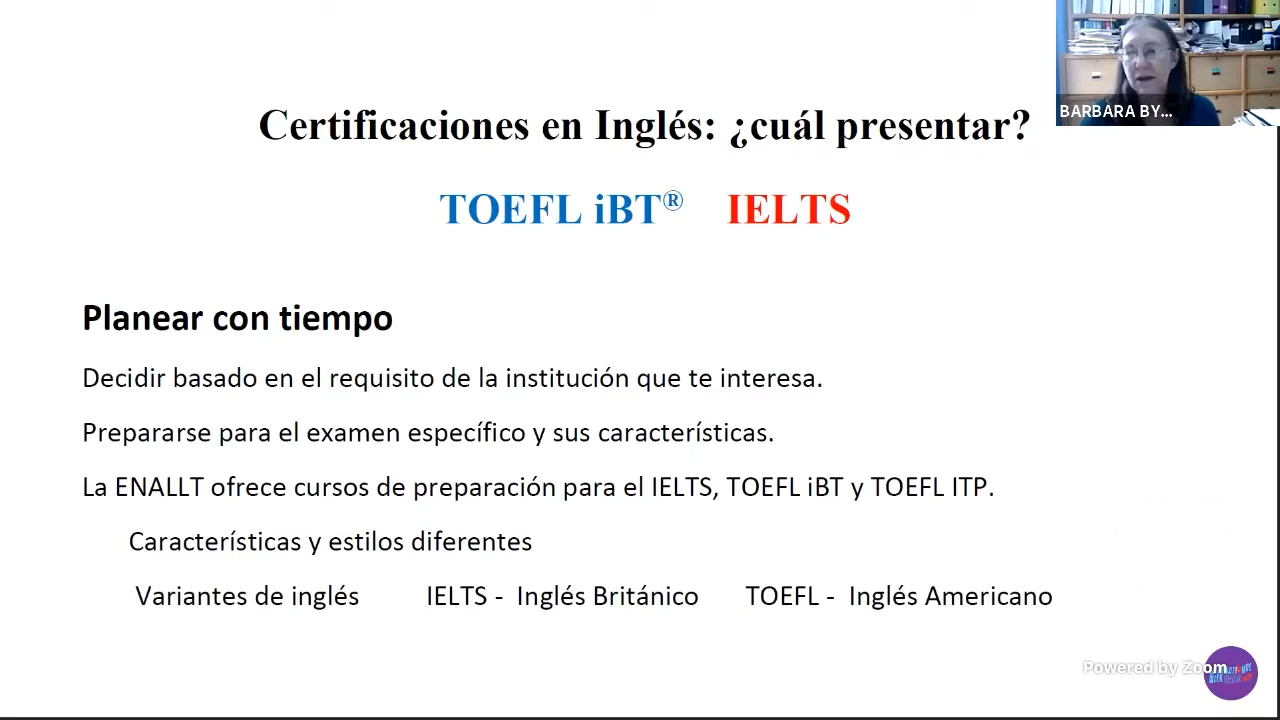 BARBARA BY...
Certificaciones en Inglés: ¿cuál presentar?
TOEFL iBT® IELTS
Planear con tiempo
Decidir basado en el requisito de la institución que te interesa.
Prepararse para el examen específico y sus características.
La ENALLT ofrece cursos de preparación para el IELTS, TOEFL iBT y TOEFL ITP.
Características y estilos diferentes
Variantes de inglés IELTS - Inglés Británico TOEFL - Inglés Americano
Powered by Zoom